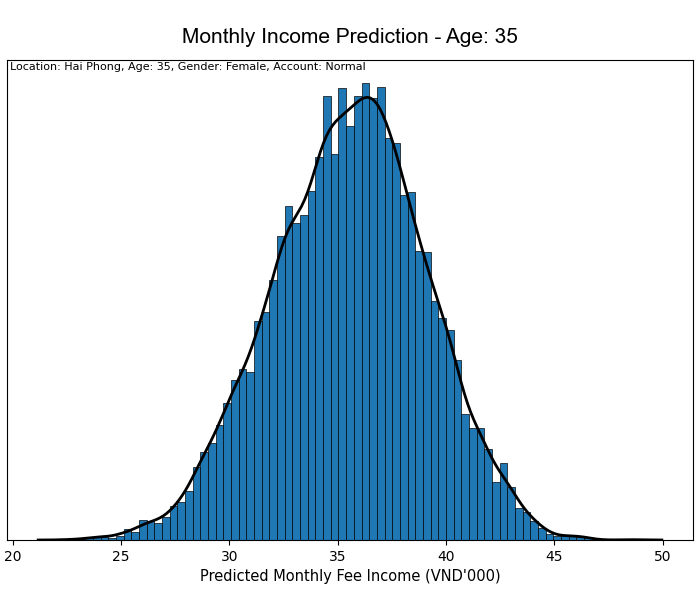 Monthly Income Prediction - Age: 35
Location: Hai Phong, Age: 35, Gender: Female, Account: Normal
20 25 30 35 40 45 50
Predicted Monthly Fee Income (VND'000)